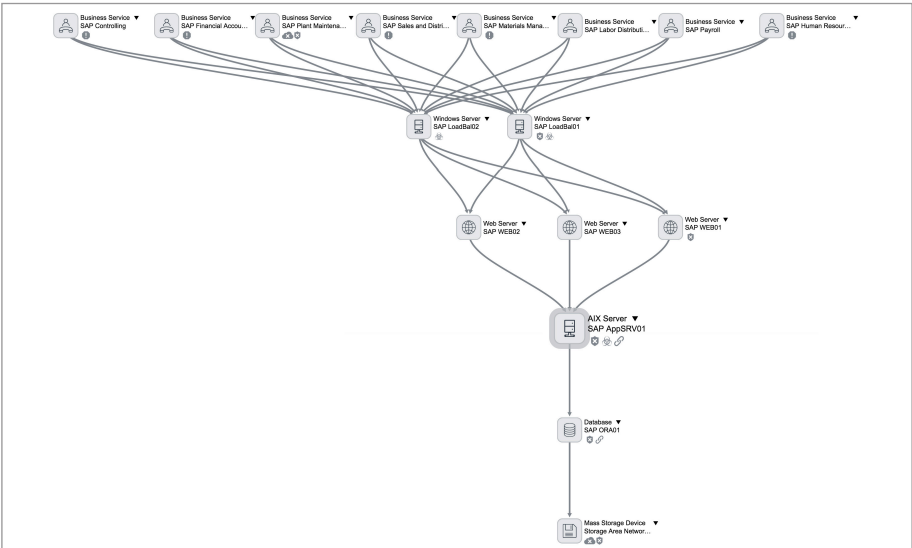 Business Service ▼
SAP Controlling
Business Service ▼
SAP Financial Accou...
Business Service ▼
SAP Plant Maintena...
Business Service ▼
SAP Sales and Distri...
Business Service ▼
SAP Materials Mana...
Business Service ▼
SAP Labor Distributi...
Business Service ▼
SAP Payroll
Business Service ▼
SAP Human Resour...
Windows Server ▼
SAP LoadBal02
Windows Server ▼
SAP LoadBal01
Web Server ▼
SAP WEB02
Web Server ▼
SAP WEB03
Web Server ▼
SAP WEB01
AIX Server ▼
SAP AppSRV01
Database ▼
SAP ORA01
Mass Storage Device ▼
Storage Area Networ...